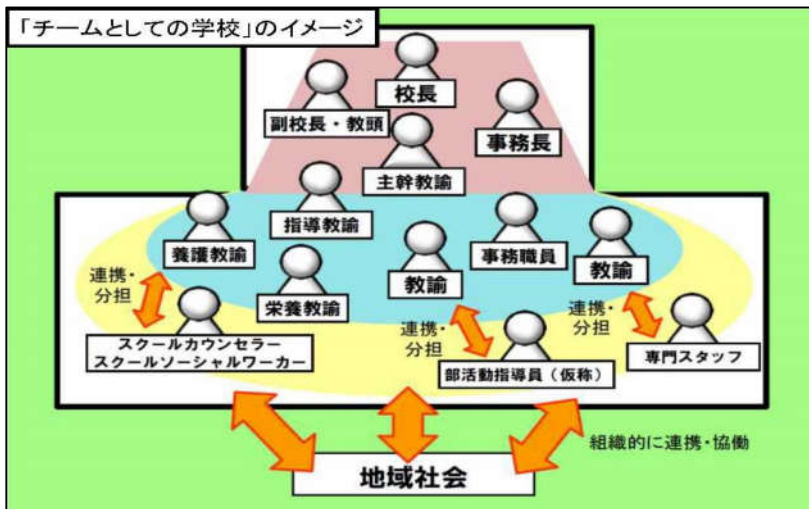 「チームとしての学校」のイメージ
校長
副校長・教頭
事務長
主幹教諭
指導教諭
養護教諭
事務職員
教諭
教諭
栄養教諭
連携・
分担
スクールカウンセラー
スクールソーシャルワーカー
連携・
分担
部活動指導員（仮称）
連携・
分担
専門スタッフ
組織的に連携・協働
地域社会